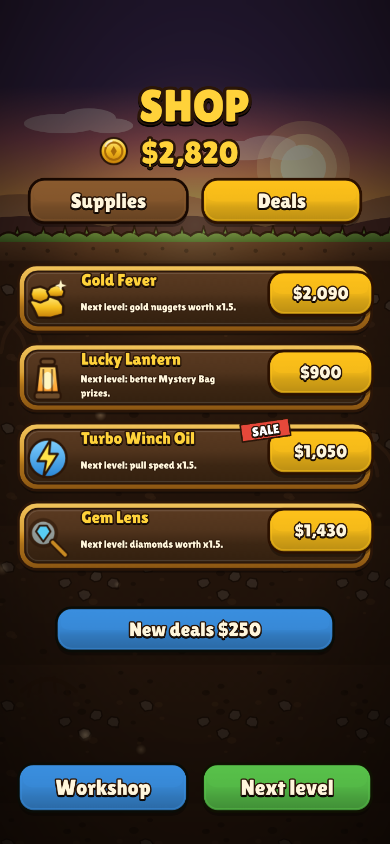 SHOP
$2,820
Supplies
Deals
Gold Fever
Next level: gold nuggets worth x1.5.
$2,090
Lucky Lantern
Next level: better Mystery Bag
prizes.
$900
Turbo Winch Oil
Next level: pull speed x1.5.
SALE
$1,050
Gem Lens
Next level: diamonds worth x1.5.
$1,430
New deals $250
Workshop
Next level